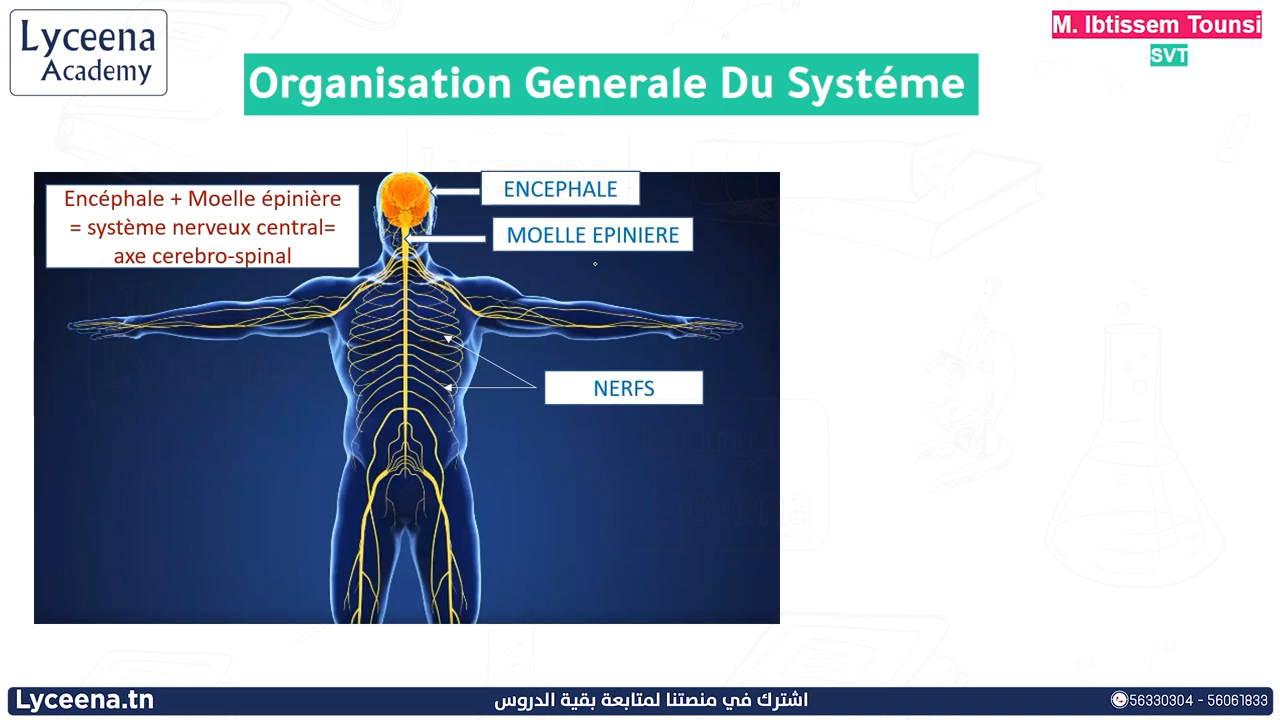 Lyceena
Academy
M. Ibtissem Tounsi
SVT
Organisation Generale Du Systéme
Encéphale + Moelle épinière
= système nerveux central=
axe cerebro-spinal
ENCEPHALE
MOELLE EPINIERE
NERFS
Lyceena.tn
اشترك في منصتنا لمتابعة بقية الدروس
56330304 - 56061833